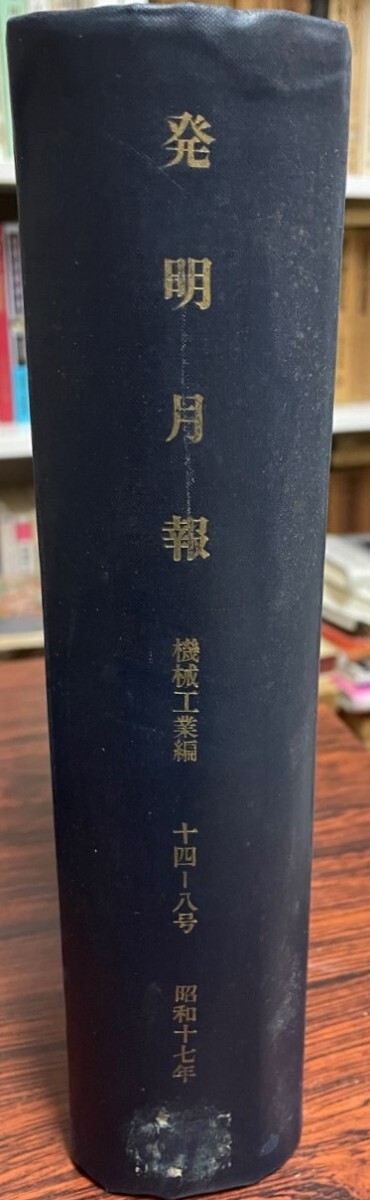 発明月報
機械工業編
十四ー八号
昭和十七年